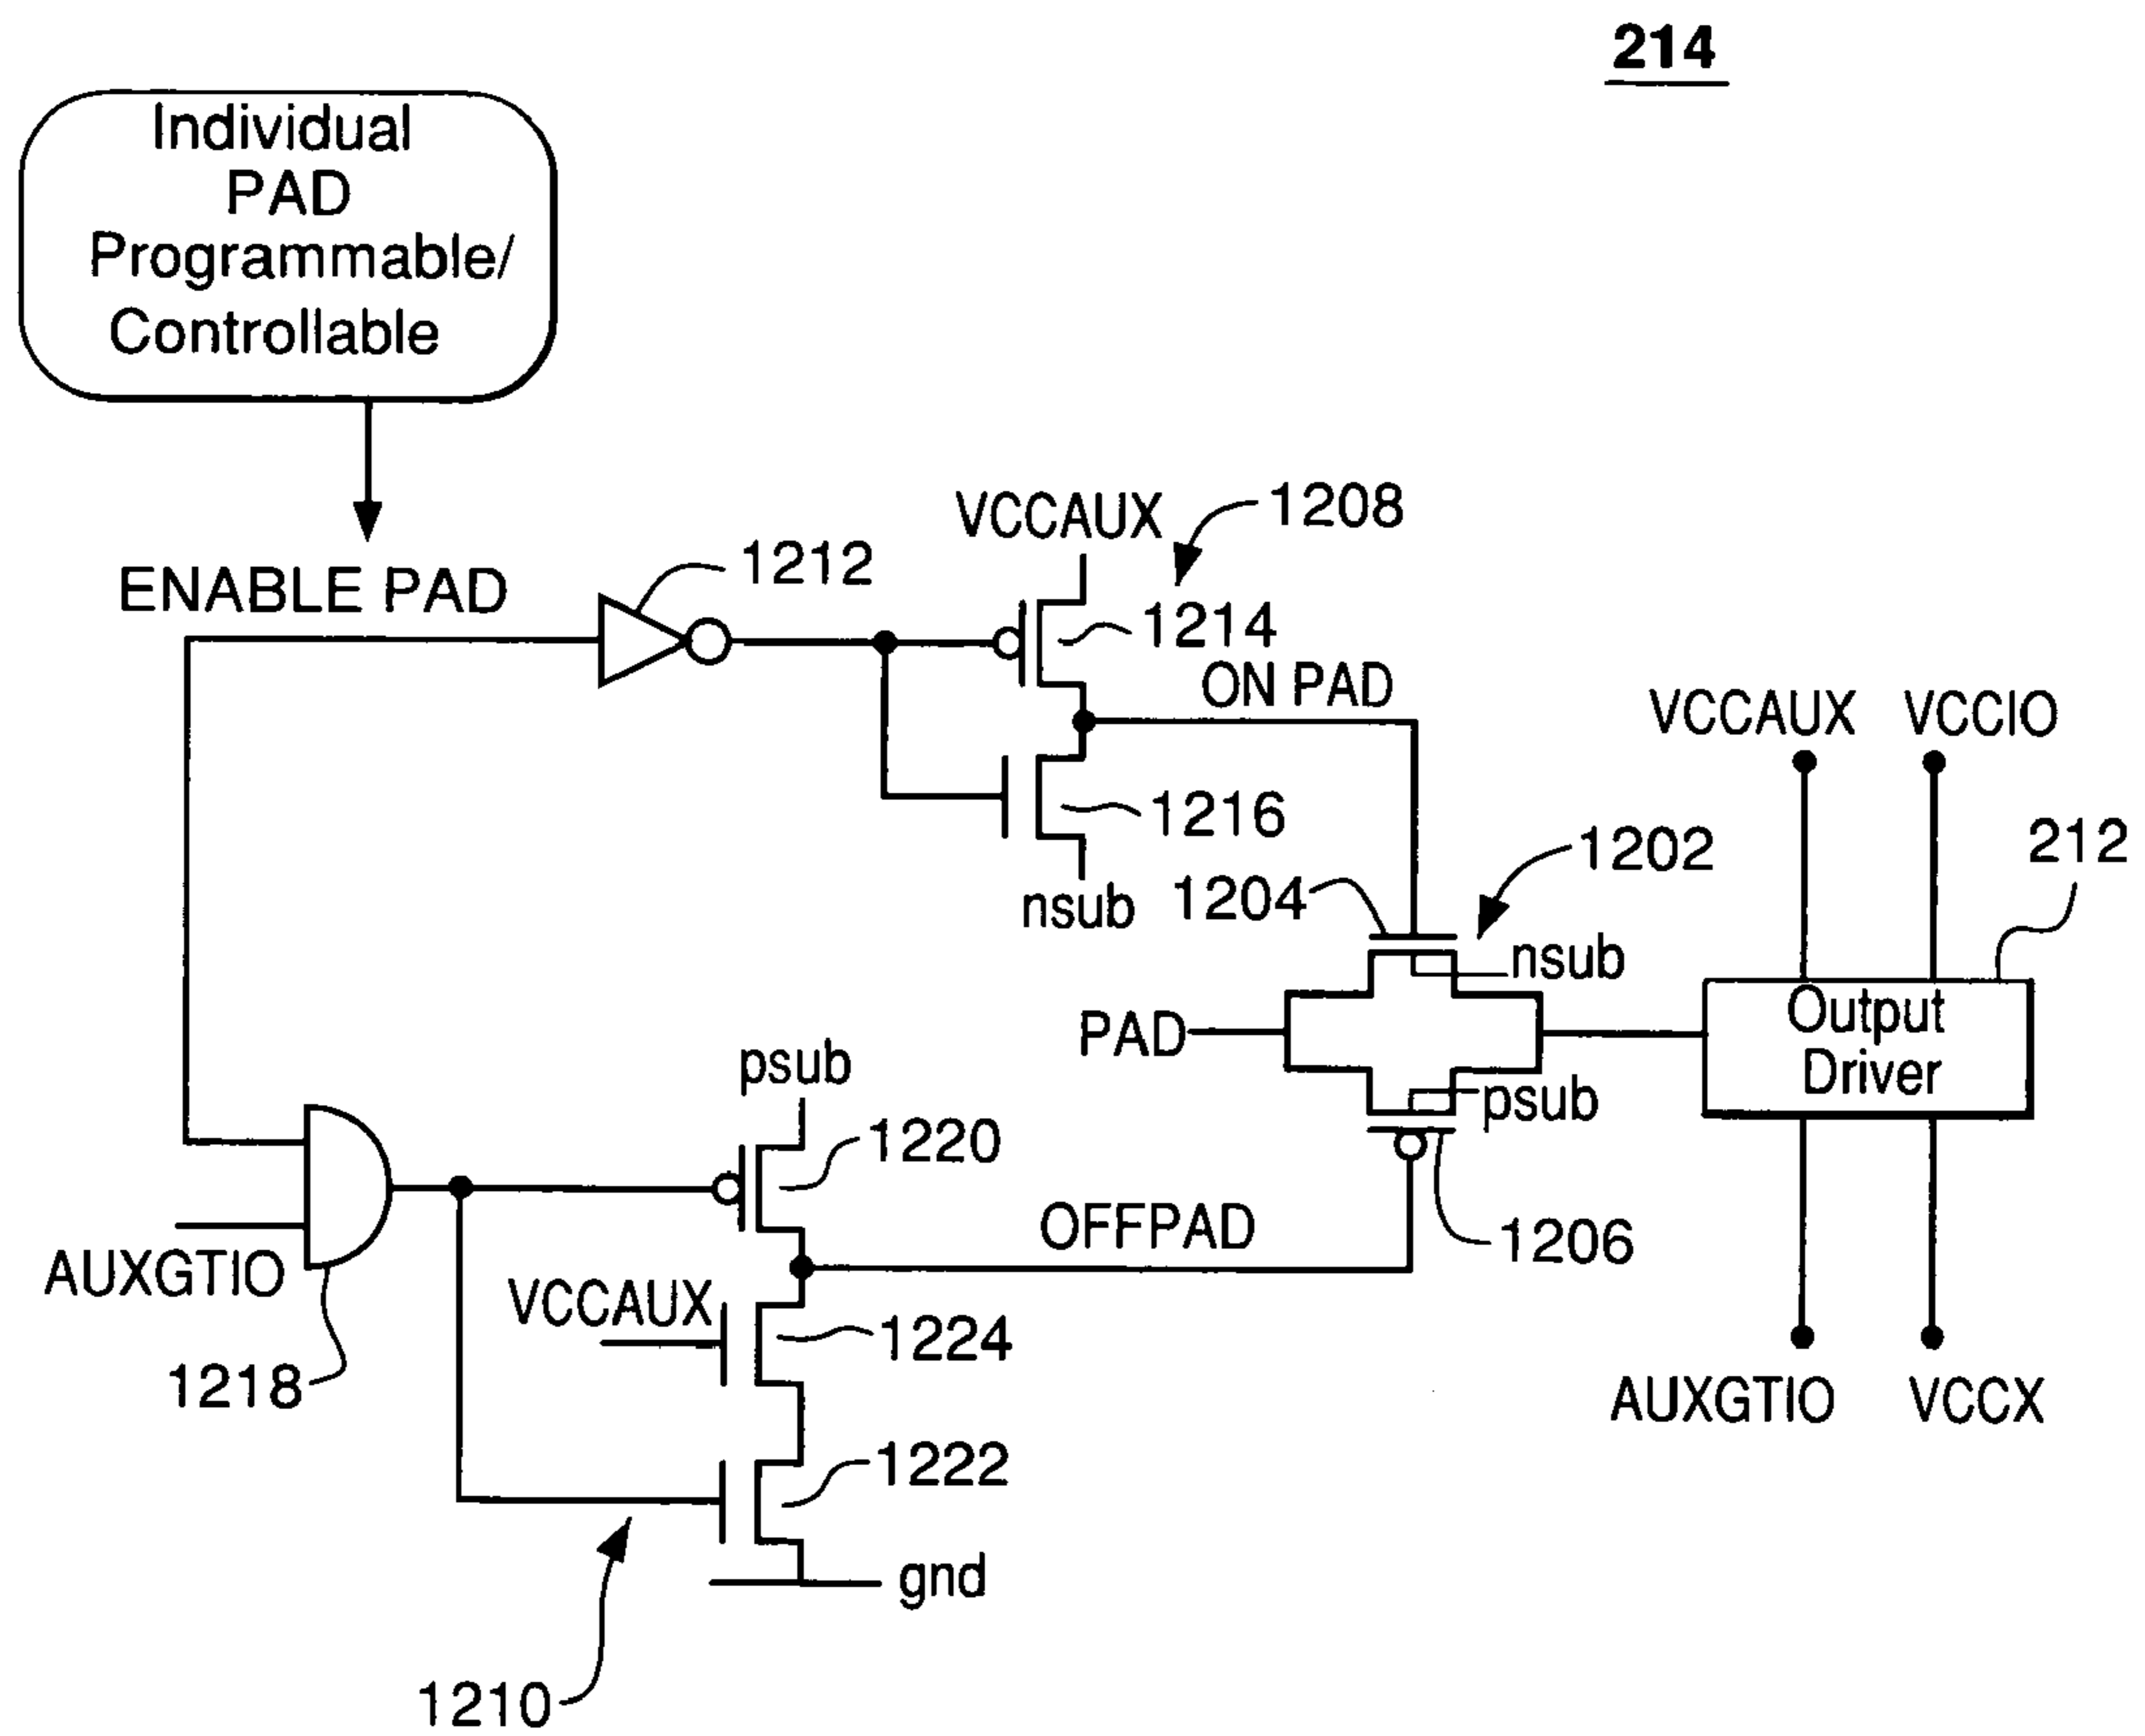 214
Individual
PAD
Programmable/
Controllable
ENABLE PAD
1212
VCCAUX
1208
1214
ON PAD
1216
nsub
1204
1202
nsub
VCCAUX
VCCIO
212
PAD
Output
Driver
psub
psub
1220
1206
OFFPAD
AUXGTIO
1218
VCCAUX
1224
1222
gnd
1210
AUXGTIO
VCCX